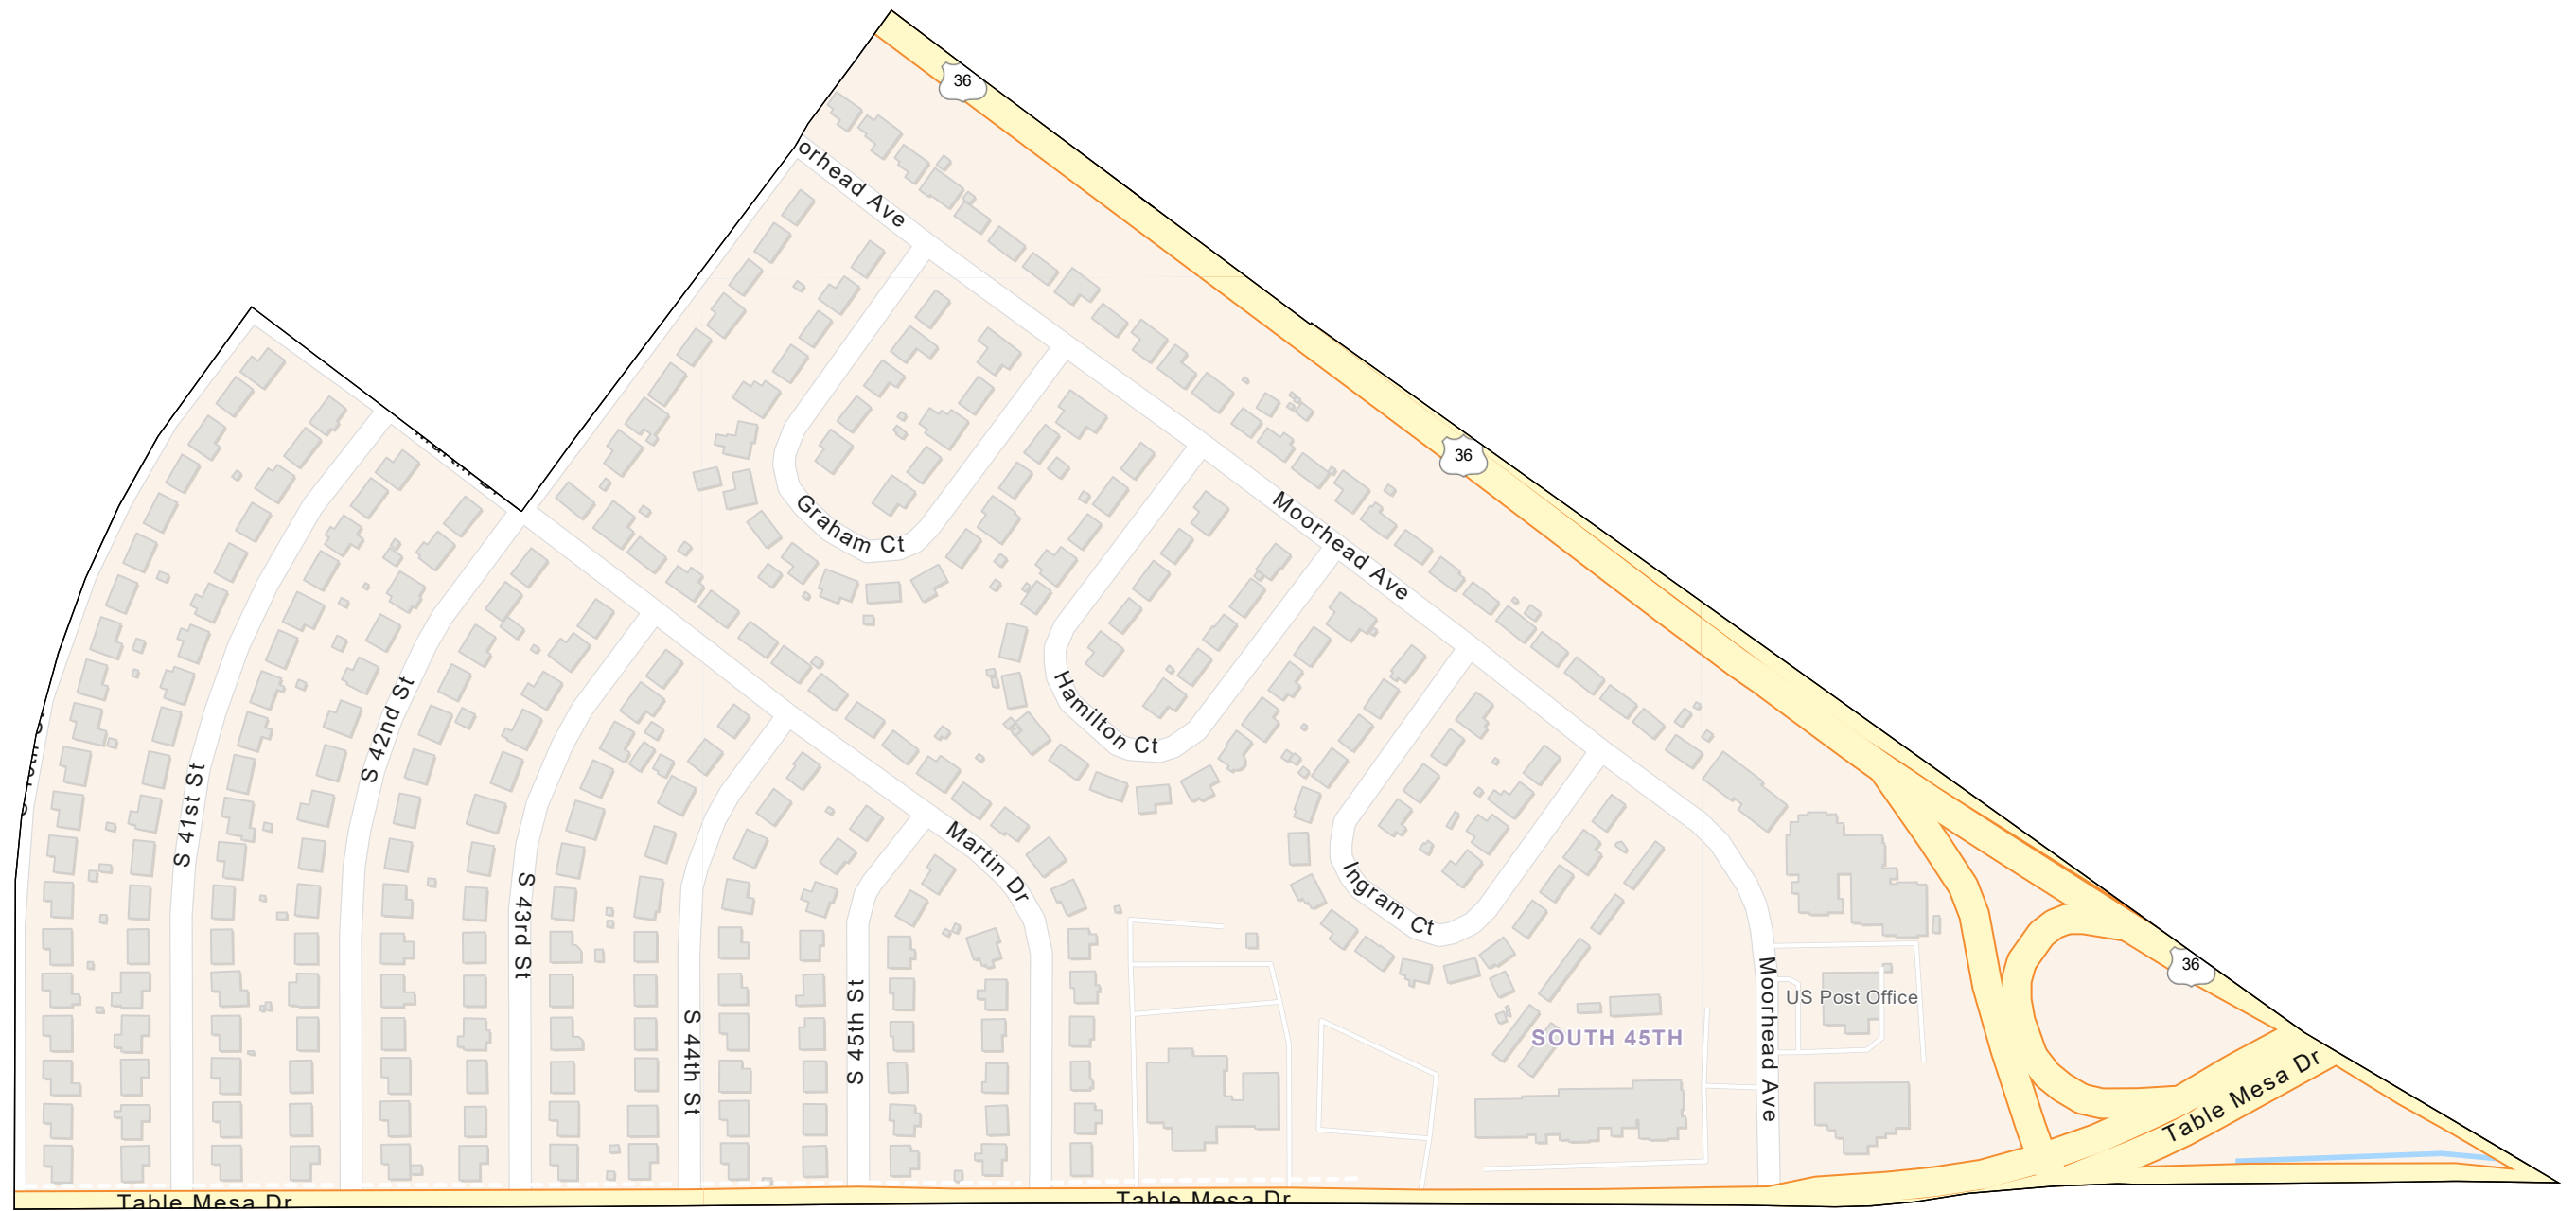 36
orhead Ave
36
Graham Ct
Moorhead Ave
Hamilton Ct
S 42nd St
S 41st St
Martin Dr
Ingram Ct
S 43rd St
36
Moorhead Ave
US Post Office
S 44th St
S 45th St
SOUTH 45TH
Table Mesa Dr
Table Mesa Dr
Table Mesa Dr